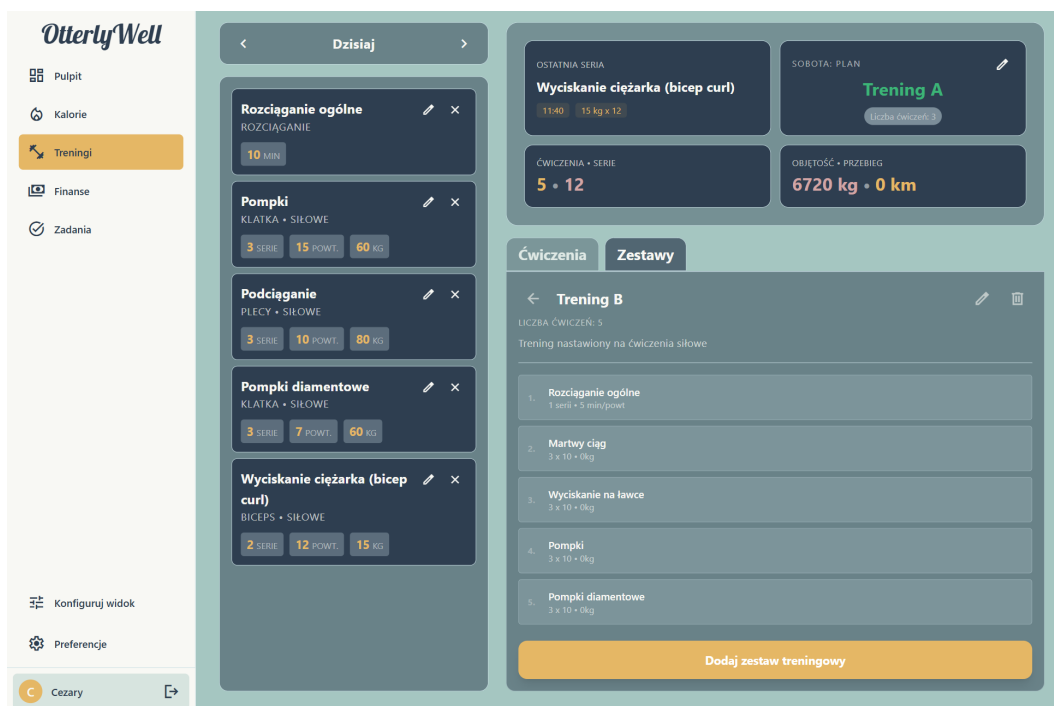 OtterlyWell
Pulpit
Kalorie
Treningi
Finanse
Zadania
Konfiguruj widok
Preferencje
C Cezary
Dzisiaj
Rozciąganie ogólne
ROZCIĄGANIE
10 MIN
Pompki
KLATKA • SIŁOWE
3 SERIE 15 POWT. 60 KG
Podciąganie
PLECY • SIŁOWE
3 SERIE 10 POWT. 80 KG
Pompki diamentowe
KLATKA • SIŁOWE
3 SERIE 7 POWT. 60 KG
Wyciskanie ciężarka (bicep
curl)
BICEPS • SIŁOWE
2 SERIE 12 POWT. 15 KG
OSTATNIA SERIA
Wyciskanie ciężarka (bicep curl)
11:40 15 kg x 12
SOBOTA: PLAN
Trening A
Liczba ćwiczeń: 3
ĆWICZENIA • SERIE
5 • 12
OBJĘTOŚĆ • PRZEBIEG
6720 kg • 0 km
Ćwiczenia Zestawy
Trening B
LICZBA ĆWICZEŃ: 5
Trening nastawiony na ćwiczenia siłowe
1. Rozciąganie ogólne
1 serii • 5 min/powt
2. Martwy ciąg
3 x 10 • 0kg
3. Wyciskanie na ławce
3 x 10 • 0kg
4. Pompki
3 x 10 • 0kg
5. Pompki diamentowe
3 x 10 • 0kg
Dodaj zestaw treningowy